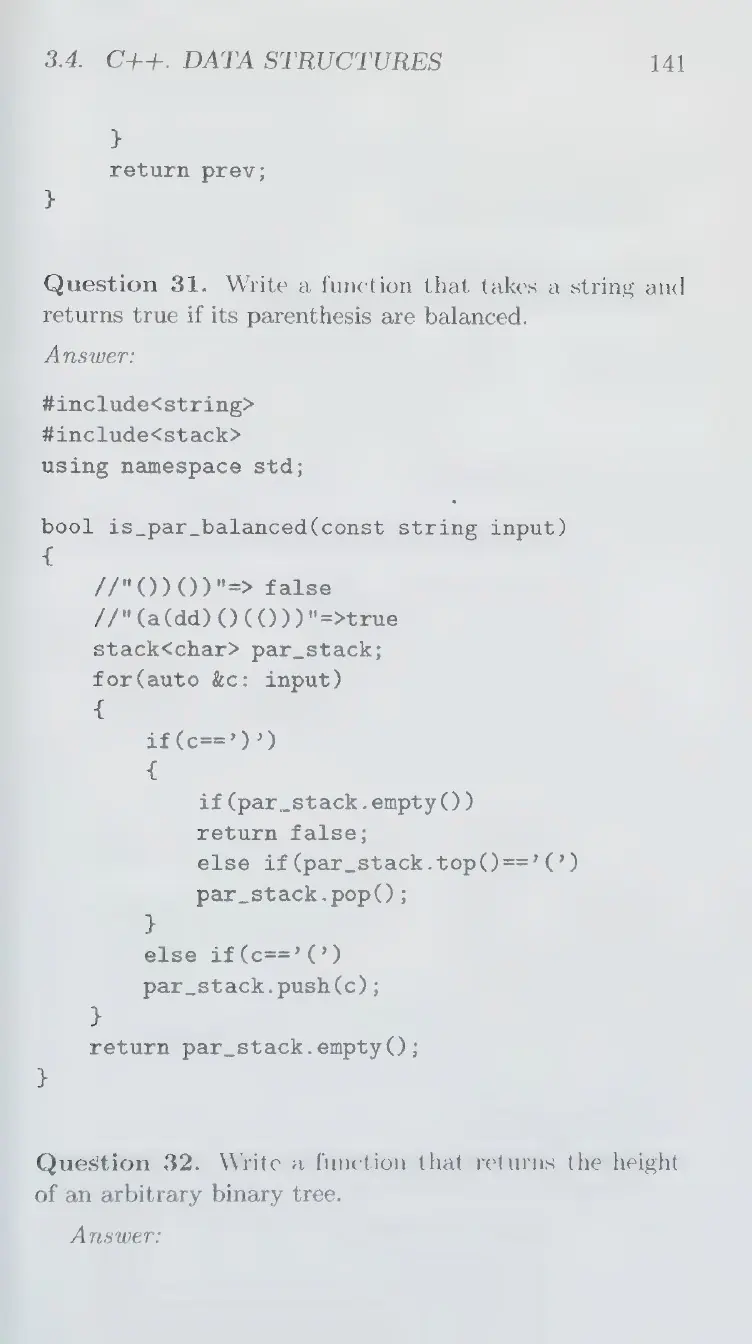 3.4. C++. DATA STRUCTURES 141
}
return prev;
}
Question 31. Write a function that takes a string and
returns true if its parenthesis are balanced.
Answer:
#include<string>
#include<stack>
using namespace std;
bool is_par_balanced(const string input)
{
//"())())"=> false
//"(a(dd)()(()))"=>true
stack<char> par_stack;
for(auto &c: input)
{
if(c==')')
{
if(par_stack.empty())
return false;
else if(par_stack.top()=='(')
par_stack.pop();
}
else if(c=='(')
par_stack.push(c);
}
return par_stack.empty();
}
Question 32. Write a function that returns the height
of an arbitrary binary tree.
Answer: